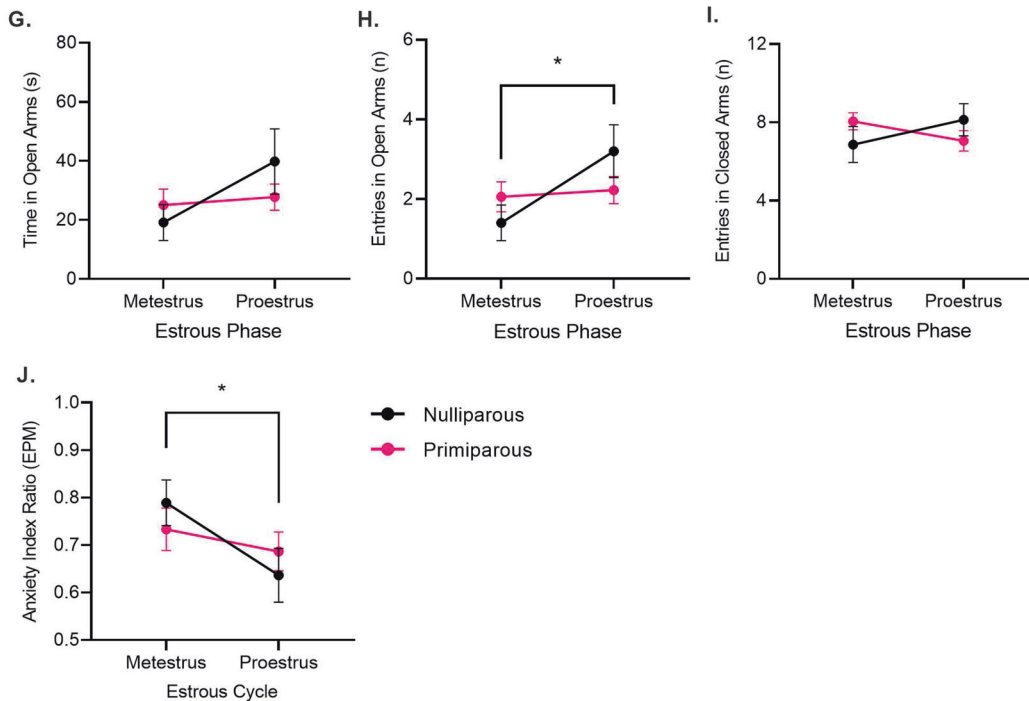 G.
Time in Open Arms (s)
80
60
40
20
0
Metestrus Proestrus
Estrous Phase
H.
Entries in Open Arms (n)
6
4
2
0
*
Metestrus Proestrus
Estrous Phase
I.
Entries in Closed Arms (n)
12
8
4
0
Metestrus Proestrus
Estrous Phase
J.
Anxiety Index Ratio (EPM)
1.0
0.9
0.8
0.7
0.6
0.5
*
Metestrus Proestrus
Estrous Cycle
Nulliparous
Primiparous